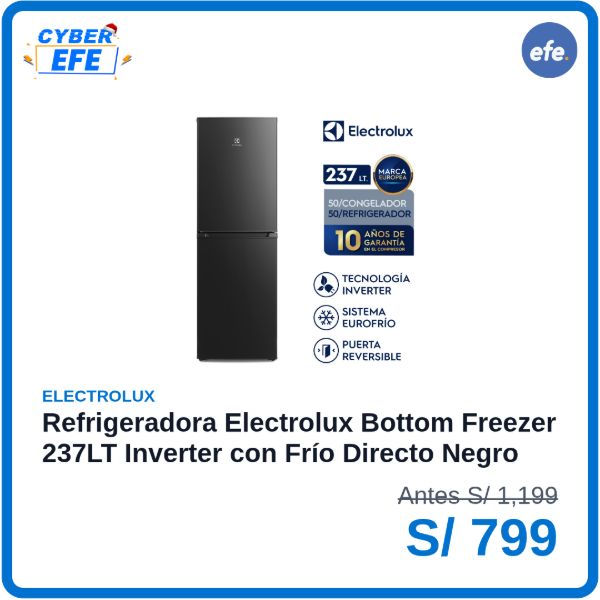 CYBER
EFE
efe.
Electrolux
237 LT.
MARCA
EUROPEA
50/CONGELADOR
50/REFRIGERADOR
10 AÑOS DE
GARANTÍA
EN EL COMPRESOR
TECNOLOGÍA
INVERTER
SISTEMA
EUROFRÍO
PUERTA
REVERSIBLE
ELECTROLUX
Refrigeradora Electrolux Bottom Freezer
237LT Inverter con Frío Directo Negro
Antes S/ 1,199
S/ 799